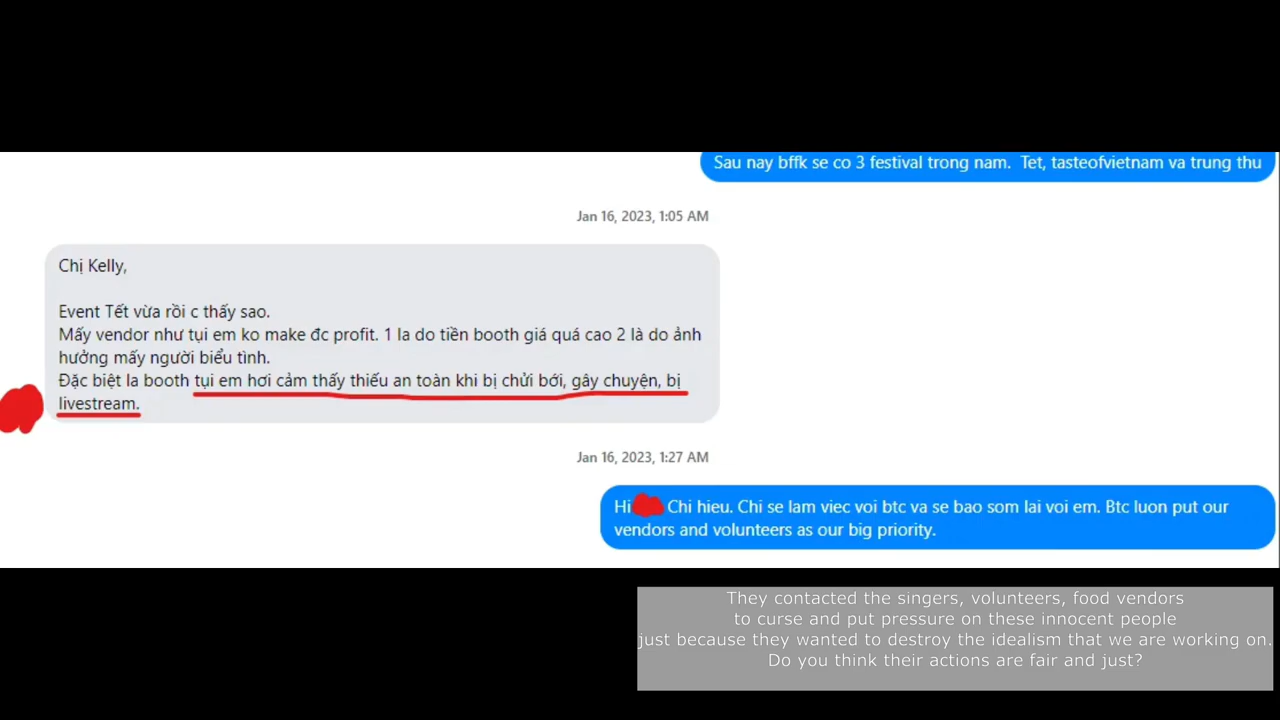 Sau nay bffk se co 3 festival trong nam. Tet, tasteofvietnam va trung thu
Jan 16, 2023, 1:05 AM
Chị Kelly,
Event Tết vừa rồi c thấy sao.
Mấy vendor như tụi em ko make đc profit. 1 la do tiền booth giá quá cao 2 là do ảnh
hưởng mấy người biểu tình.
Đặc biệt la booth tụi em hơi cảm thấy thiếu an toàn khi bị chửi bới, gây chuyện, bị
livestream.
Jan 16, 2023, 1:27 AM
Hi Chi hieu. Chi se lam viec voi btc va se bao som lai voi em. Btc luon put our
vendors and volunteers as our big priority.
They contacted the singers, volunteers, food vendors
to curse and put pressure on these innocent people
just because they wanted to destroy the idealism that we are working on.
Do you think their actions are fair and just?